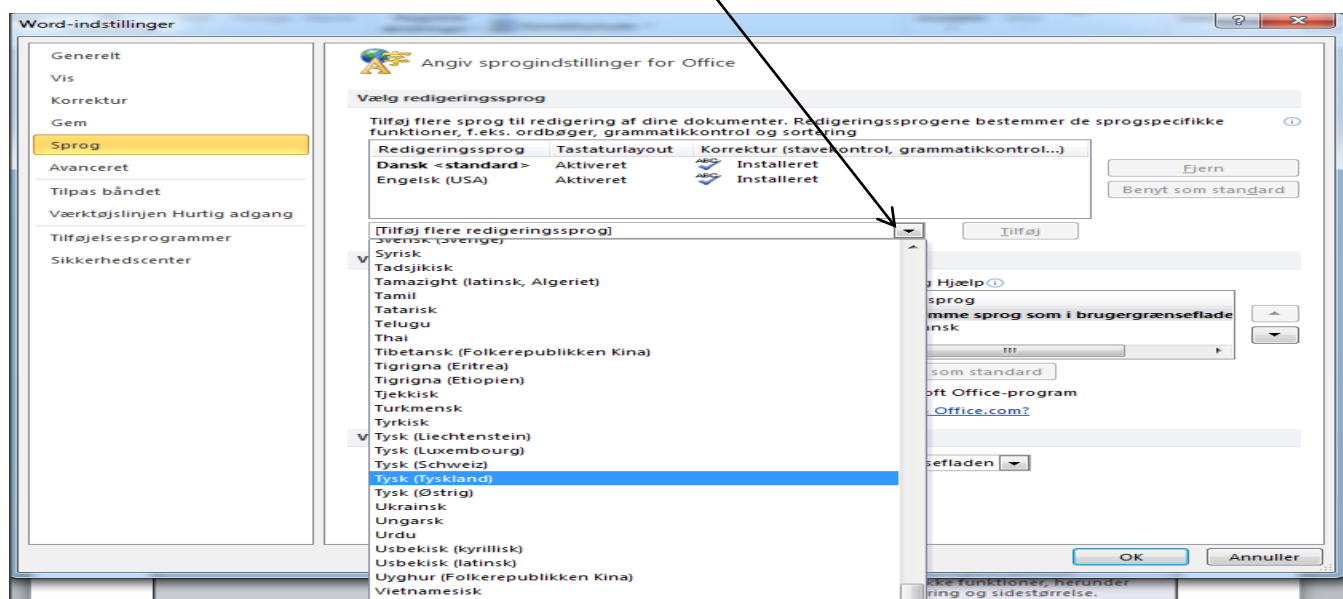 Word-indstillinger
Generelt
Vis
Korrektur
Gem
Sprog
Avanceret
Tilpas båndet
Værktøjslinjen Hurtig adgang
Tilføjelsesprogrammer
Sikkerhedscenter
Angiv sprogindstillinger for Office
Vælg redigeringssprog
Tilføj flere sprog til redigering af dine dokumenter. Redigeringssprogene bestemmer de sprogspecifikke
funktioner, f.eks. ordbøger, grammatikkontrol og sortering
Redigeringssprog Tastaturlayout Korrektur (stavekontrol, grammatikkontrol...)
Dansk <standard> Aktiveret ABC Installeret
Engelsk (USA) Aktiveret ABC Installeret
Fjern
Benyt som standard
[Tilføj flere redigeringssprog]
Tilføj
Svensk (Sverige)
Syrisk
Tadsjikisk
Tamazight (latinsk, Algeriet)
Tamil
Tatarisk
Telugu
Thai
Tibetansk (Folkerepublikken Kina)
Tigrigna (Eritrea)
Tigrigna (Etiopien)
Tjekkisk
Turkmensk
Tyrkisk
Tysk (Liechtenstein)
Tysk (Luxembourg)
Tysk (Schweiz)
Tysk (Tyskland)
Tysk (Østrig)
Ukrainsk
Ungarsk
Urdu
Usbekisk (kyrillisk)
Usbekisk (latinsk)
Uyghur (Folkerepublikken Kina)
Vietnamesisk
Hjælp
sprog
mme sprog som i brugergrænseflade
nsk
som standard
oft Office-program
Office.com?
sefladen
OK
Annuller
ke funktioner, herunder
ring og sidestørrelse.